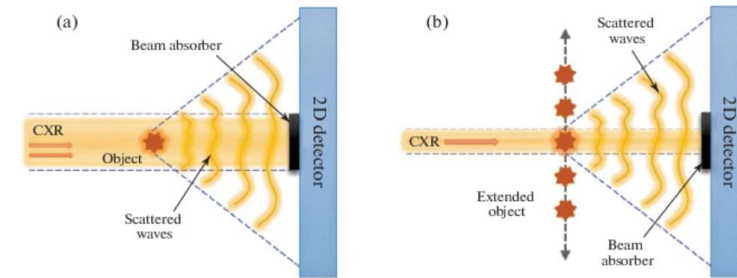 (a)
Beam absorber
CXR
Object
Scattered
waves
2D detector
(b)
Scattered
waves
CXR
Extended
object
Beam
absorber
2D detector